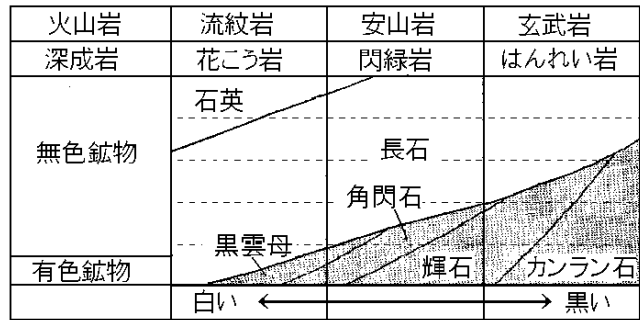 火山岩 流紋岩 安山岩 玄武岩
深成岩 花こう岩 閃緑岩 はんれい岩
石英
無色鉱物 長石
角閃石
黒雲母
有色鉱物 輝石 カンラン石
白い ←→ 黒い